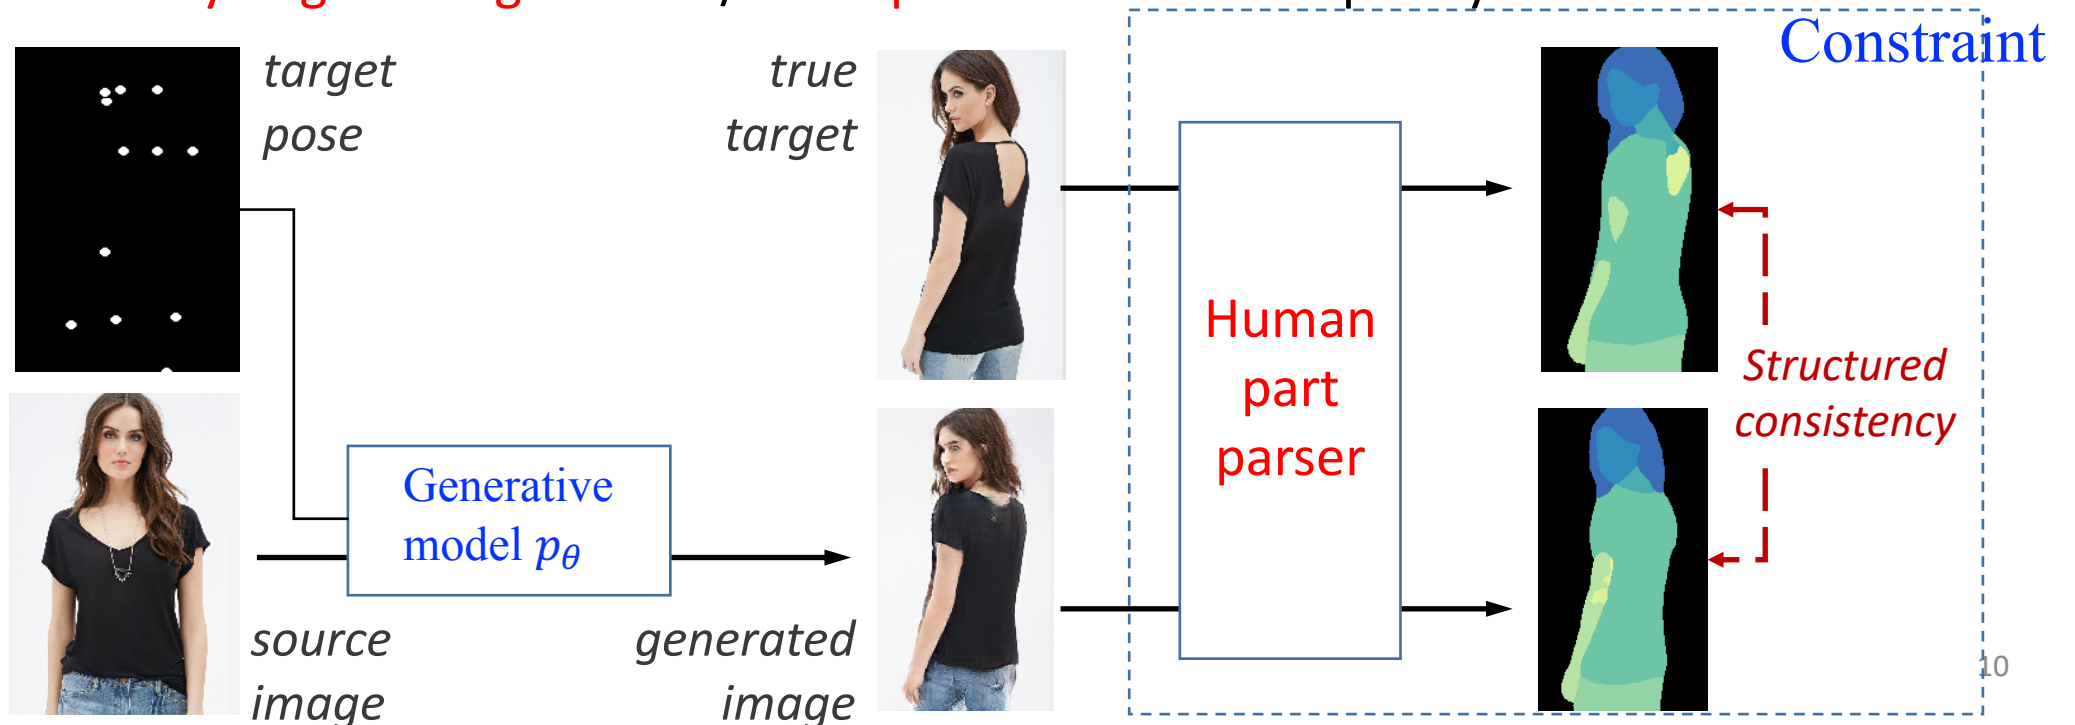 Constraint
target
pose
true
target
Human
part
parser
Structured
consistency
Generative
model pθ
source
image
generated
image
10